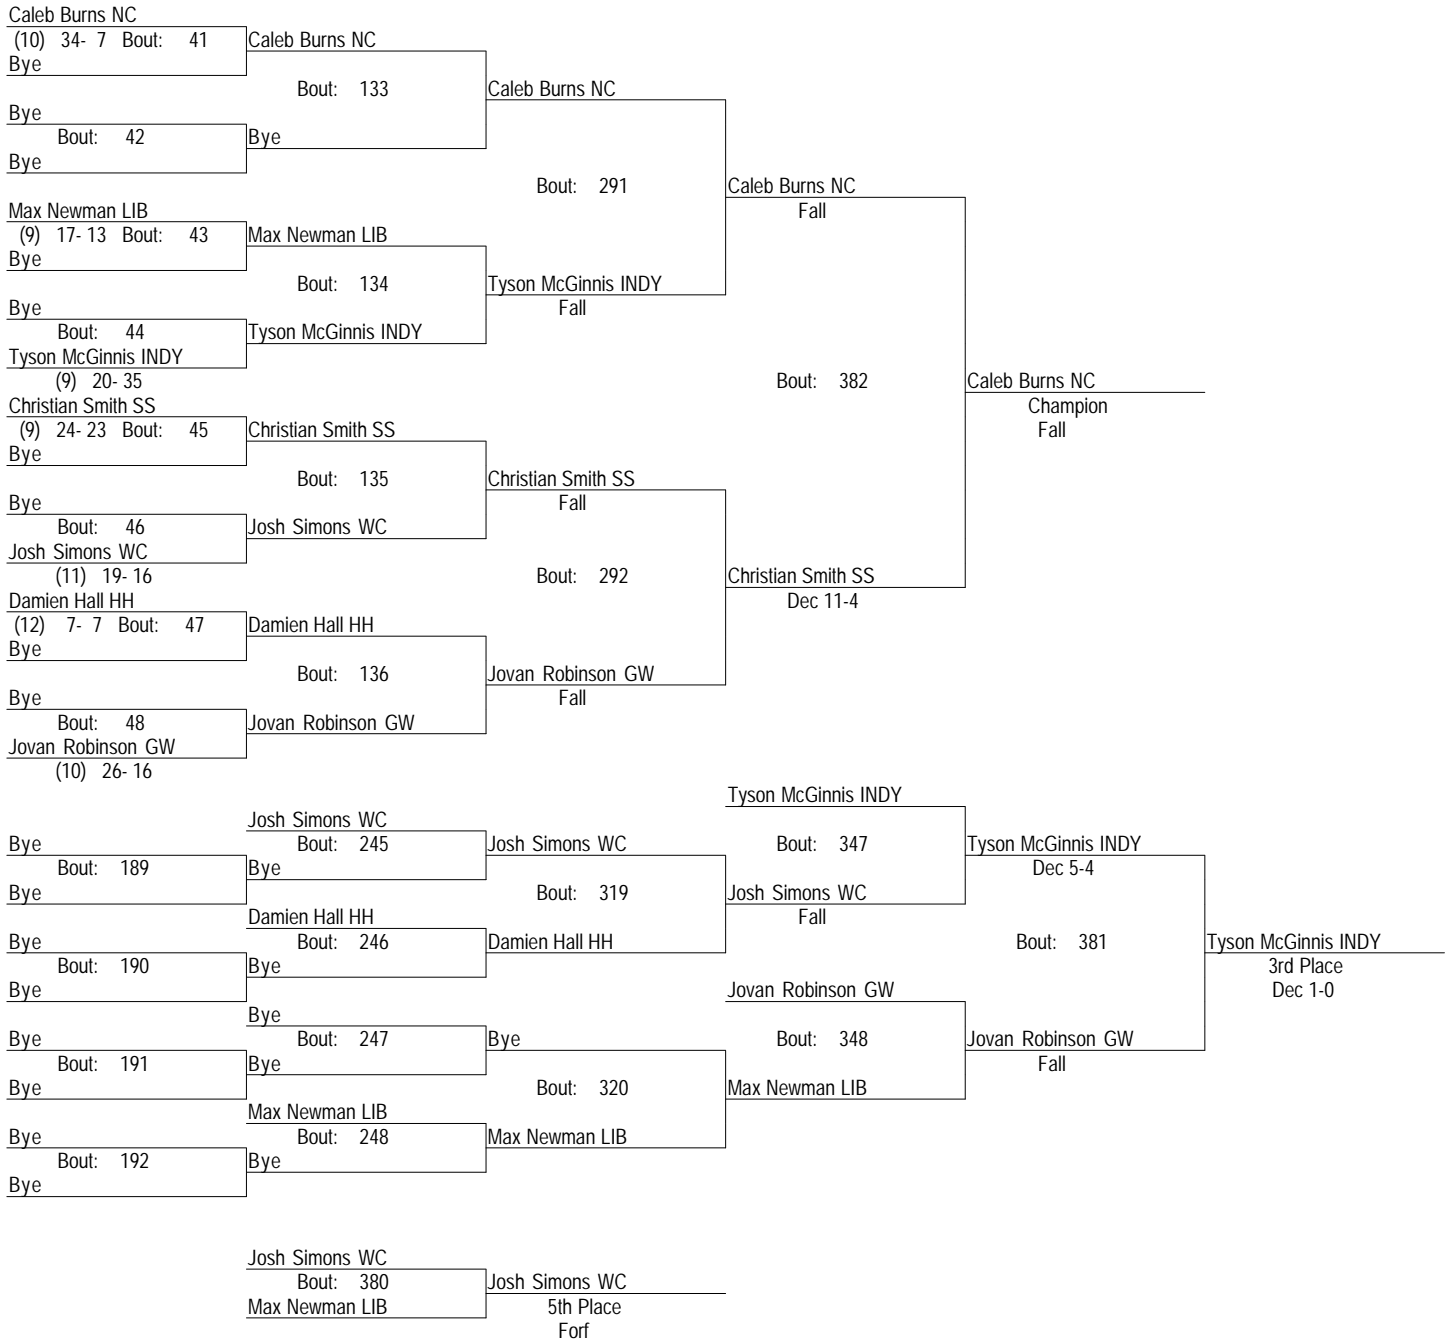 Caleb Burns NC
(10) 34- 7 Bout: 41 Caleb Burns NC
Bye
Bout: 133 Caleb Burns NC
Bye
Bout: 42 Bye
Bye
Bout: 291 Caleb Burns NC
Max Newman LIB Fall
(9) 17- 13 Bout: 43 Max Newman LIB
Bye
Bout: 134 Tyson McGinnis INDY
Bye Fall
Bout: 44 Tyson McGinnis INDY
Tyson McGinnis INDY
(9) 20- 35 Bout: 382 Caleb Burns NC
Christian Smith SS Champion
(9) 24- 23 Bout: 45 Christian Smith SS Fall
Bye
Bout: 135 Christian Smith SS
Bye Fall
Bout: 46 Josh Simons WC
Josh Simons WC
(11) 19- 16 Bout: 292 Christian Smith SS
Damien Hall HH Dec 11-4
(12) 7- 7 Bout: 47 Damien Hall HH
Bye
Bout: 136 Jovan Robinson GW
Bye Fall
Bout: 48 Jovan Robinson GW
Jovan Robinson GW
(10) 26- 16
Tyson McGinnis INDY
Josh Simons WC
Bye Bout: 245 Josh Simons WC Bout: 347 Tyson McGinnis INDY
Bout: 189 Bye Dec 5-4
Bye Bout: 319 Josh Simons WC
Damien Hall HH Fall
Bye Bout: 246 Damien Hall HH Bout: 381 Tyson McGinnis INDY
Bout: 190 Bye 3rd Place
Bye Jovan Robinson GW Dec 1-0
Bye
Bye Bout: 247 Bye Bout: 348 Jovan Robinson GW
Bout: 191 Bye Fall
Bye Bout: 320 Max Newman LIB
Max Newman LIB
Bye Bout: 248 Max Newman LIB
Bout: 192 Bye
Bye
Josh Simons WC
Bout: 380 Josh Simons WC
Max Newman LIB 5th Place
Forf